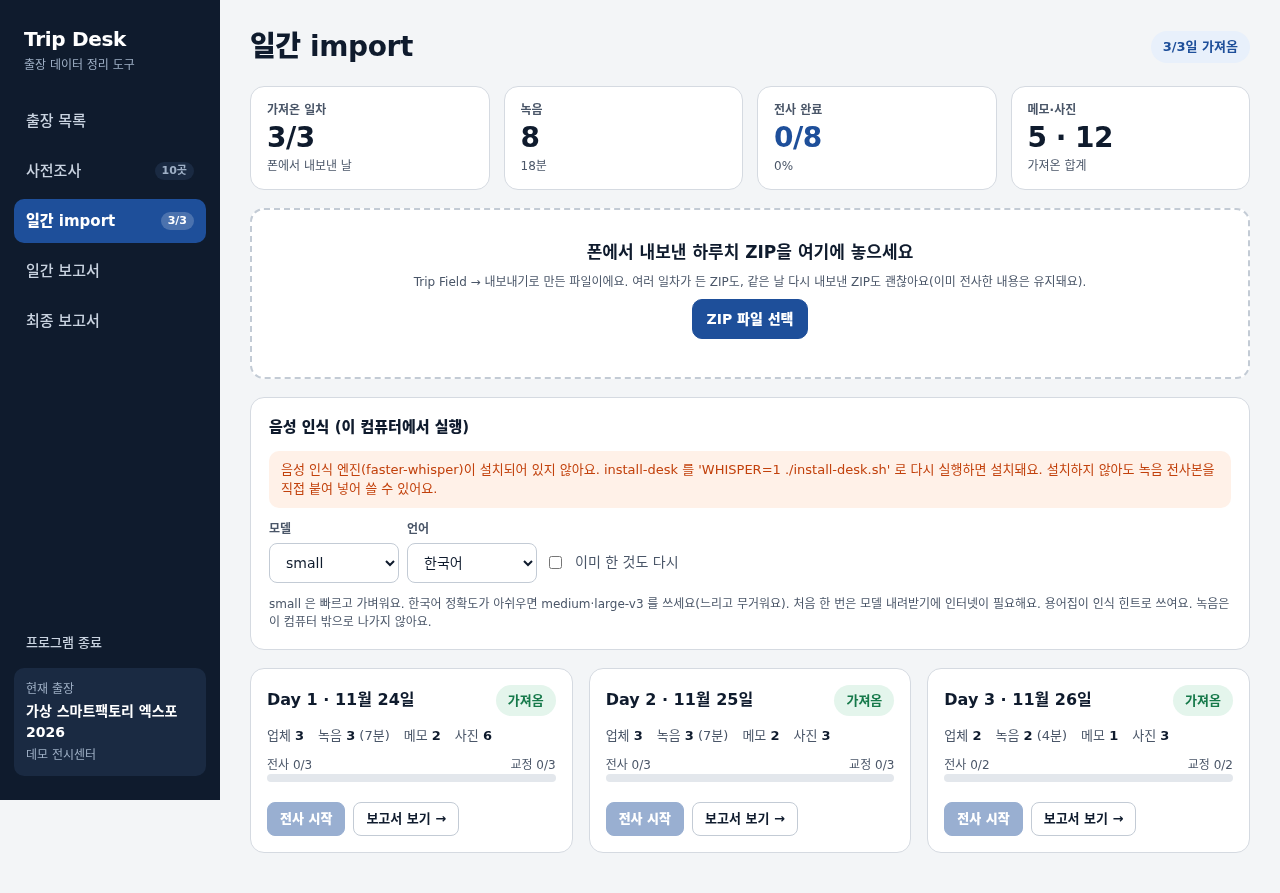 Trip Desk
출장 데이터 정리 도구
출장 목록
사전조사 10곳
일간 import 3/3
일간 보고서
최종 보고서
프로그램 종료
현재 출장
가상 스마트팩토리 엑스포
2026
데모 전시센터
일간 import
3/3일 가져옴
가져온 일차
3/3
폰에서 내보낸 날
녹음
8
18분
전사 완료
0/8
0%
메모·사진
5 · 12
가져온 합계
폰에서 내보낸 하루치 ZIP을 여기에 놓으세요
Trip Field → 내보내기로 만든 파일이에요. 여러 일차가 든 ZIP도, 같은 날 다시 내보낸 ZIP도 괜찮아요(이미 전사한 내용은 유지돼요).
ZIP 파일 선택
음성 인식 (이 컴퓨터에서 실행)
음성 인식 엔진(faster-whisper)이 설치되어 있지 않아요. install-desk 를 'WHISPER=1 ./install-desk.sh' 로 다시 실행하면 설치돼요. 설치하지 않아도 녹음 전사본을
직접 붙여 넣어 쓸 수 있어요.
모델 언어
small 한국어 이미 한 것도 다시
small 은 빠르고 가벼워요. 한국어 정확도가 아쉬우면 medium·large-v3 를 쓰세요(느리고 무거워요). 처음 한 번은 모델 내려받기에 인터넷이 필요해요. 용어집이 인식 힌트로 쓰여요. 녹음은
이 컴퓨터 밖으로 나가지 않아요.
Day 1 · 11월 24일 가져옴
업체 3 녹음 3 (7분) 메모 2 사진 6
전사 0/3 교정 0/3
전사 시작 보고서 보기 →
Day 2 · 11월 25일 가져옴
업체 3 녹음 3 (7분) 메모 2 사진 3
전사 0/3 교정 0/3
전사 시작 보고서 보기 →
Day 3 · 11월 26일 가져옴
업체 2 녹음 2 (4분) 메모 1 사진 3
전사 0/2 교정 0/2
전사 시작 보고서 보기 →